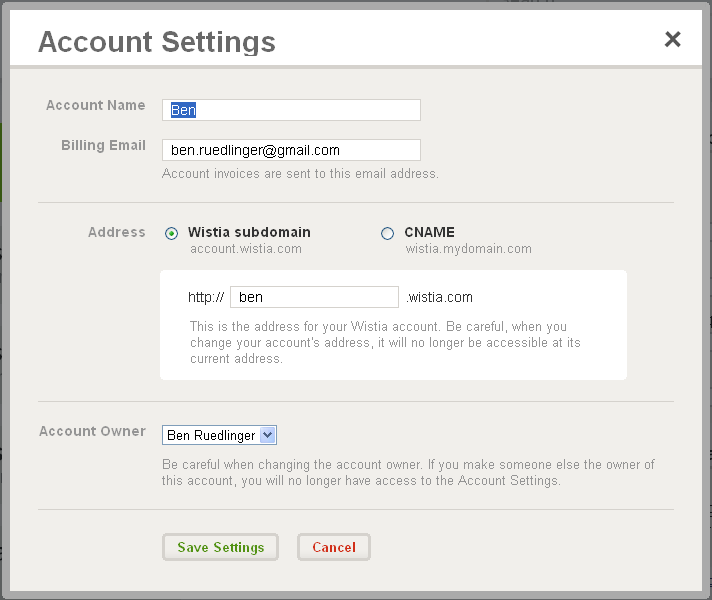 Account Settings
Account Name
Ben
Billing Email
ben.ruedlinger@gmail.com
Account invoices are sent to this email address.
Address
Wistia subdomain
CNAME
account.wistia.com
wistia.mydomain.com
http:// ben .wistia.com
This is the address for your Wistia account. Be careful, when you
change your account's address, it will no longer be accessible at its
current address.
Account Owner
Ben Ruedlinger
Be careful when changing the account owner. If you make someone else the owner of
this account, you will no longer have access to the Account Settings.
Save Settings
Cancel